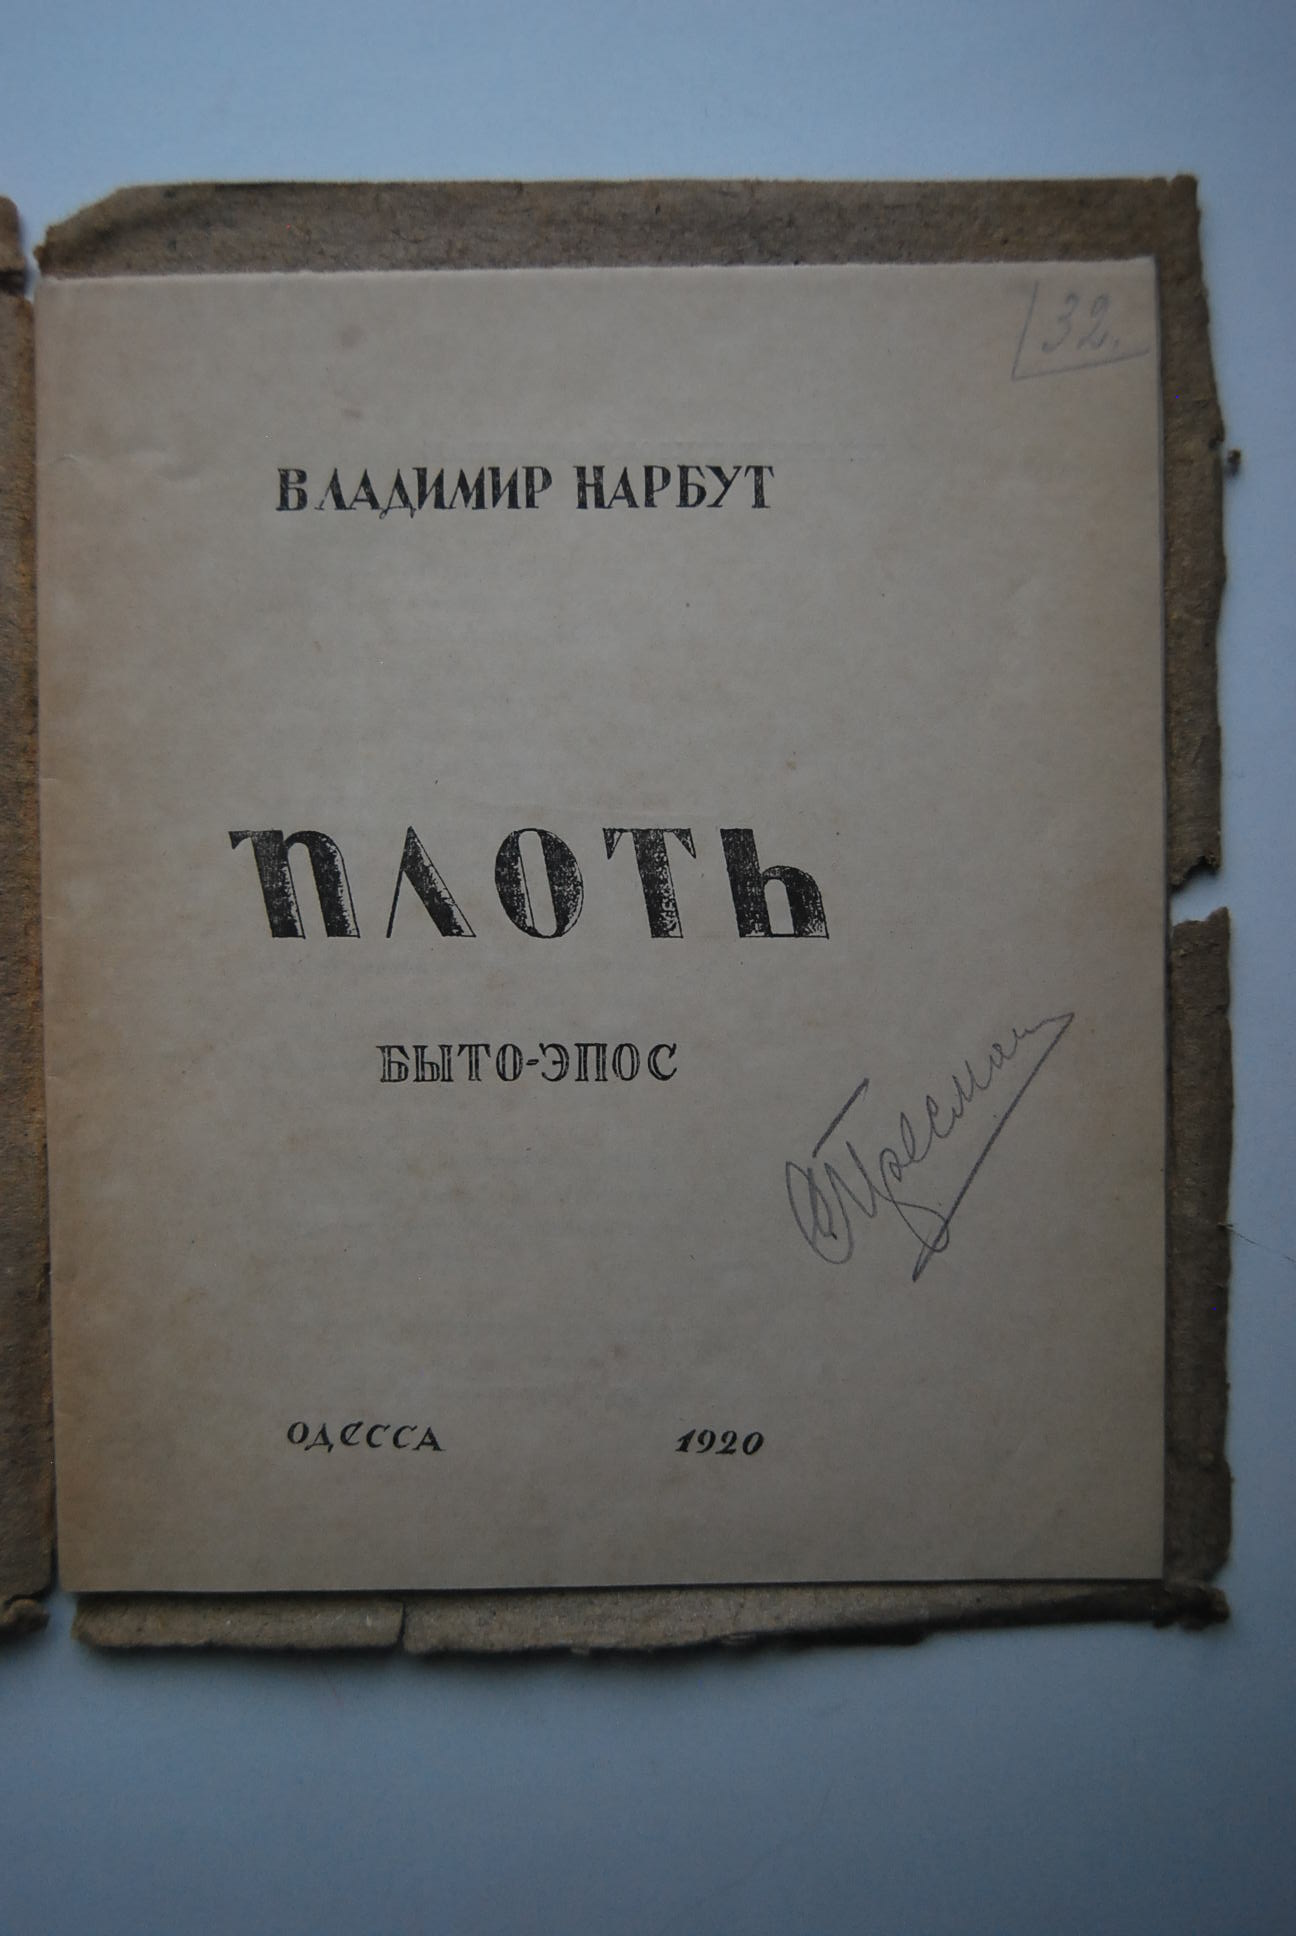 32.
ВЛАДИМИР НАРБУТ
ПЛОТЬ
БЫТО-ЭПОС
ОДЕССА 1920